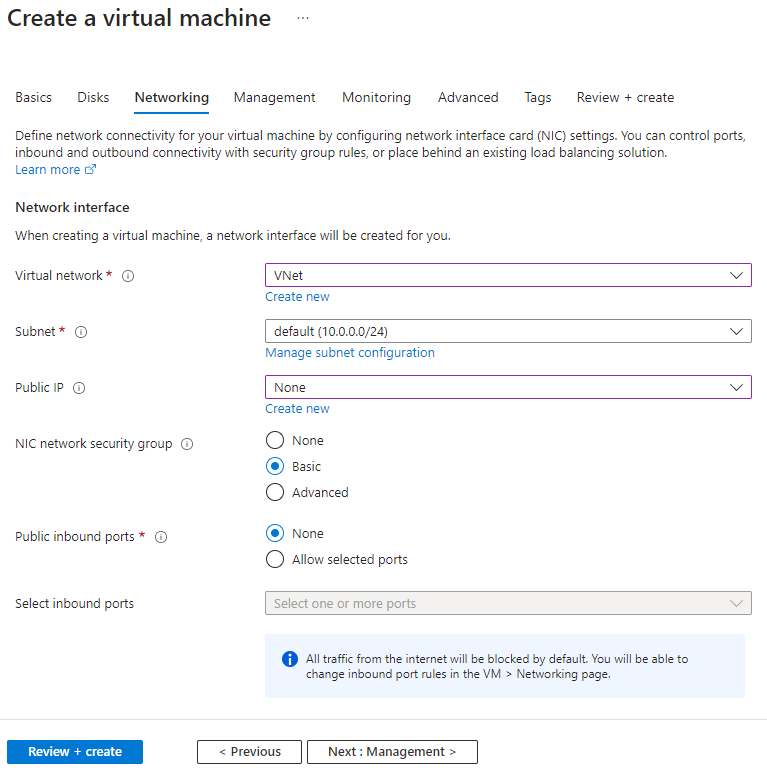 Create a virtual machine ...
Basics Disks Networking Management Monitoring Advanced Tags Review + create
Define network connectivity for your virtual machine by configuring network interface card (NIC) settings. You can control ports,
inbound and outbound connectivity with security group rules, or place behind an existing load balancing solution.
Learn more
Network interface
When creating a virtual machine, a network interface will be created for you.
Virtual network * VNet
Create new
Subnet * default (10.0.0.0/24)
Manage subnet configuration
Public IP None
Create new
NIC network security group None
Basic
Advanced
Public inbound ports * None
Allow selected ports
Select inbound ports Select one or more ports
All traffic from the internet will be blocked by default. You will be able to
change inbound port rules in the VM > Networking page.
Review + create < Previous Next : Management >